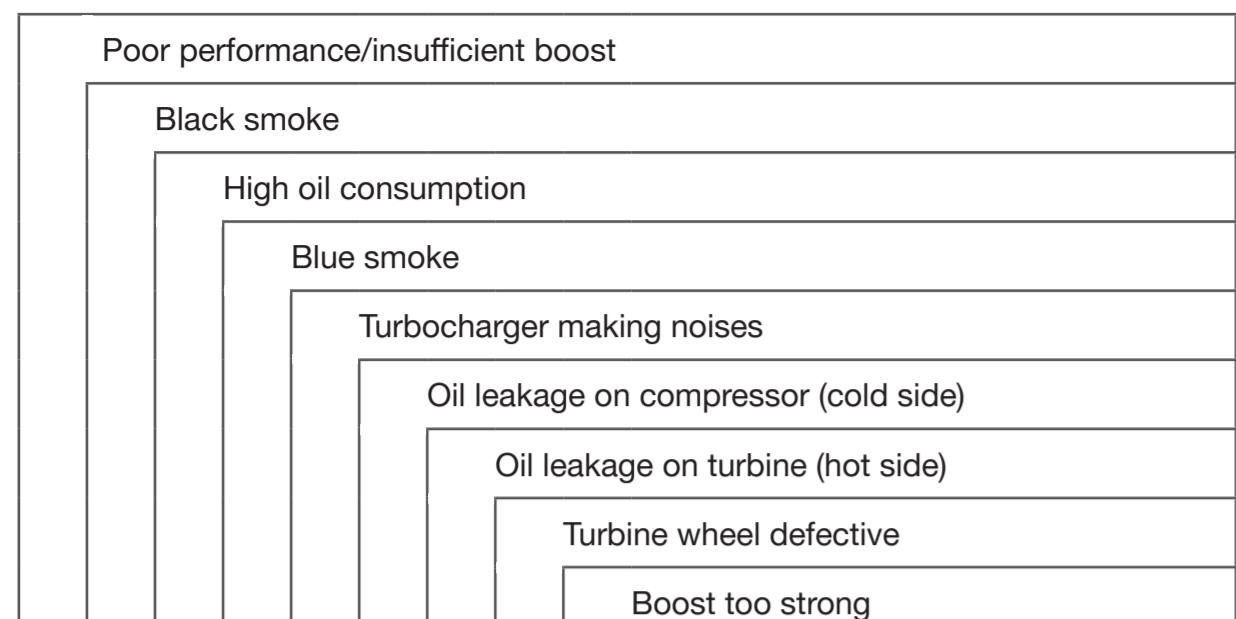 Poor performance/insufficient boost
Black smoke
High oil consumption
Blue smoke
Turbocharger making noises
Oil leakage on compressor (cold side)
Oil leakage on turbine (hot side)
Turbine wheel defective
Boost too strong